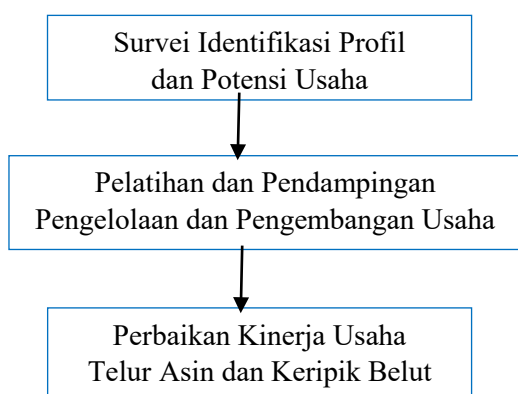 Survei Identifikasi Profil
dan Potensi Usaha
Pelatihan dan Pendampingan
Pengelolaan dan Pengembangan Usaha
Perbaikan Kinerja Usaha
Telur Asin dan Keripik Belut